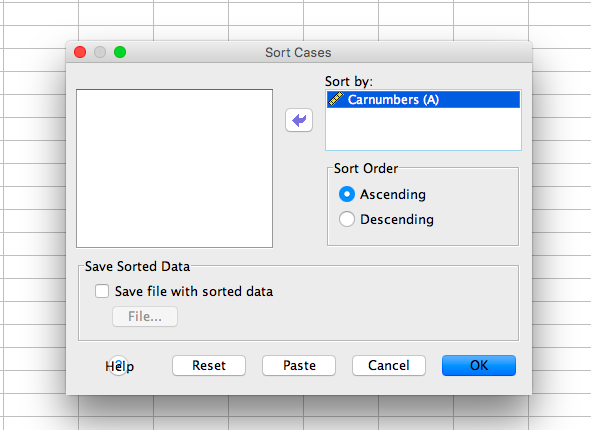 Sort Cases
Sort by:
Carnumbers (A)
Sort Order
Ascending
Descending
Save Sorted Data
Save file with sorted data
File...
Help
Reset
Paste
Cancel
OK